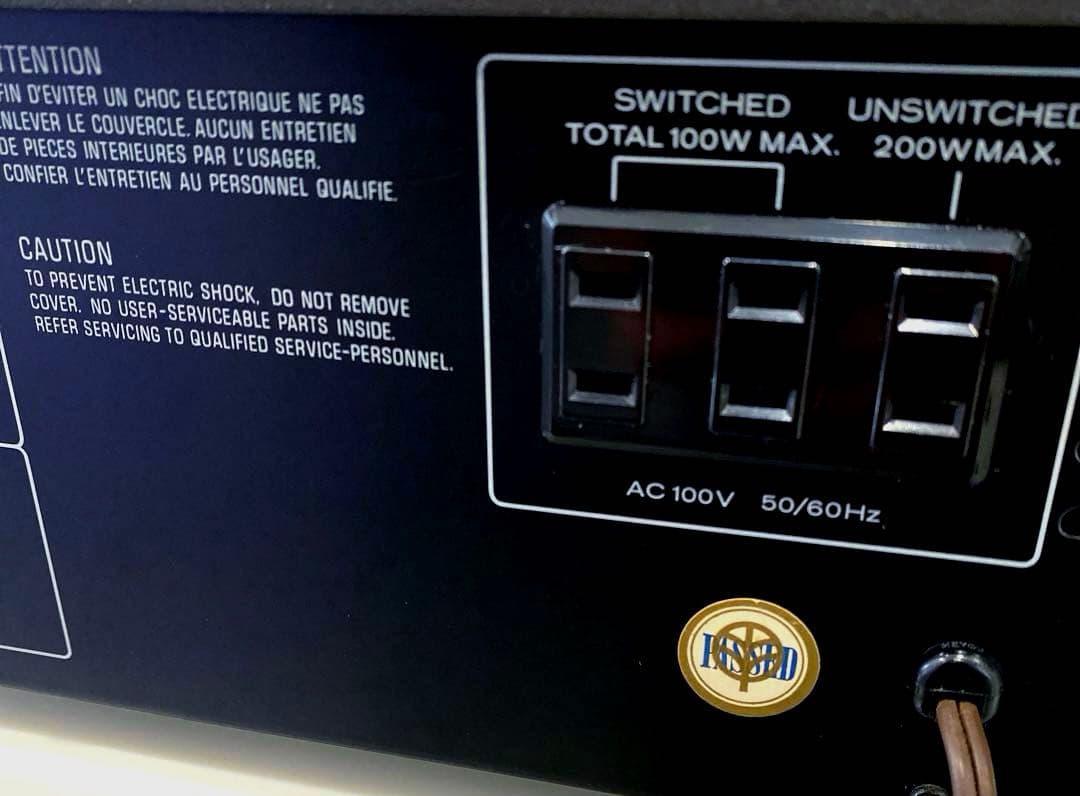 TTENTION
FIN D'EVITER UN CHOC ELECTRIQUE NE PAS
NLEVER LE COUVERCLE. AUCUN ENTRETIEN
DE PIECES INTERIEURES PAR L'USAGER.
CONFIER L'ENTRETIEN AU PERSONNEL QUALIFIE.
CAUTION
TO PREVENT ELECTRIC SHOCK, DO NOT REMOVE
COVER. NO USER-SERVICEABLE PARTS INSIDE.
REFER SERVICING TO QUALIFIED SERVICE-PERSONNEL.
SWITCHED
TOTAL 100W MAX.
UNSWITCHED
200W MAX.
AC 100V 50/60Hz
PASSED